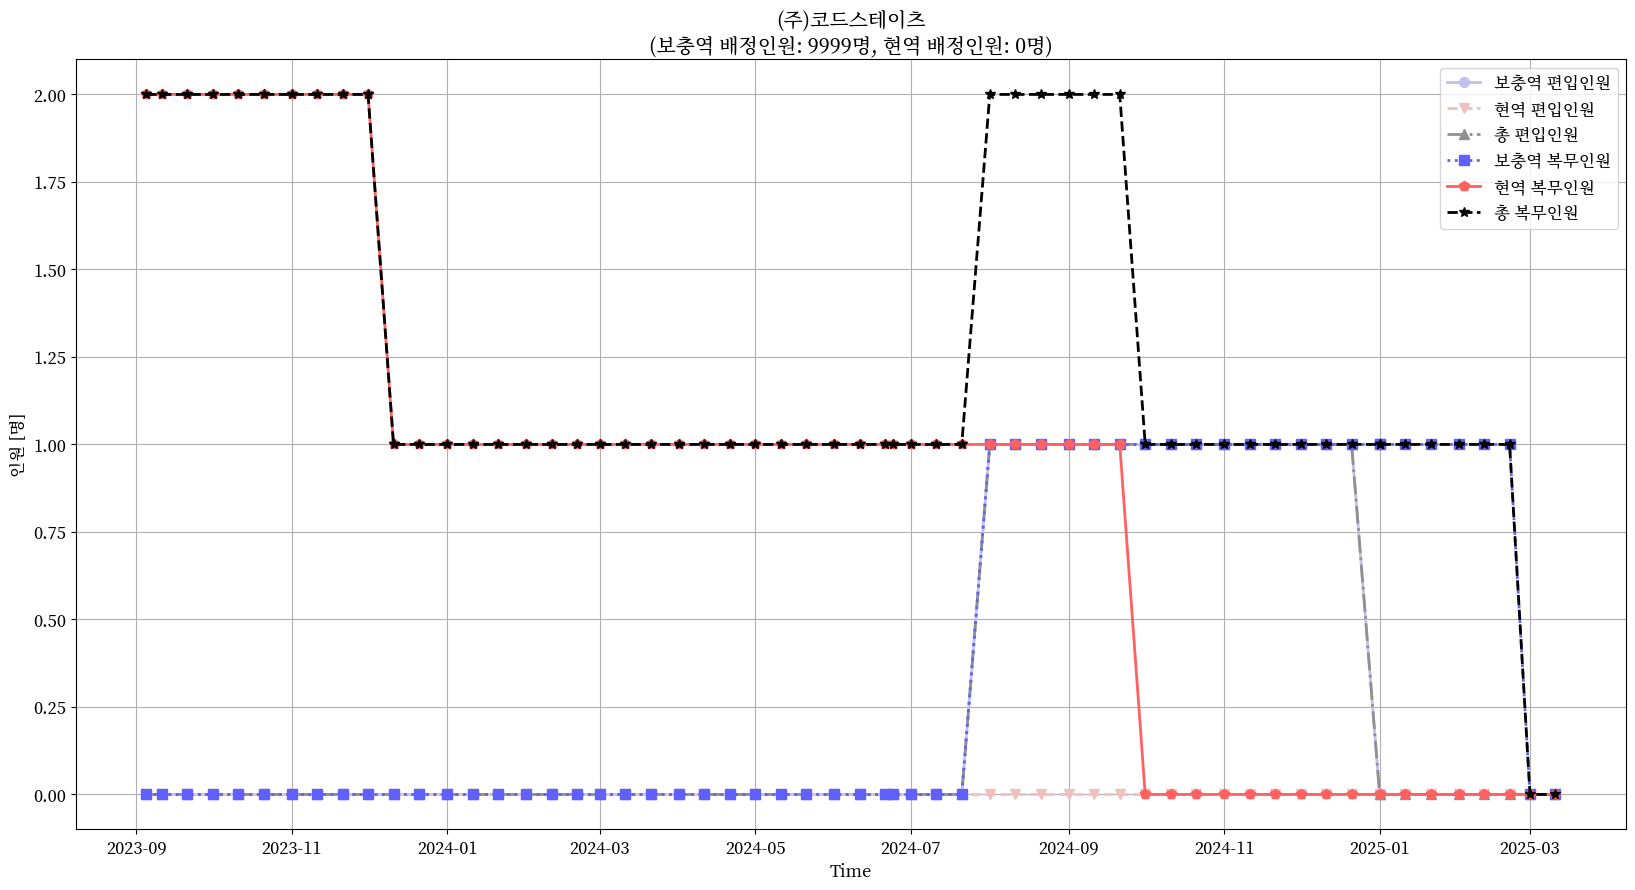 (주)코드스테이츠
(보충역 배정인원: 9999명, 현역 배정인원: 0명)
보충역 편입인원
현역 편입인원
총 편입인원
보충역 복무인원
현역 복무인원
총 복무인원
인원 [명]
2.00
1.75
1.50
1.25
1.00
0.75
0.50
0.25
0.00
2023-09 2023-11 2024-01 2024-03 2024-05 2024-07 2024-09 2024-11 2025-01 2025-03
Time